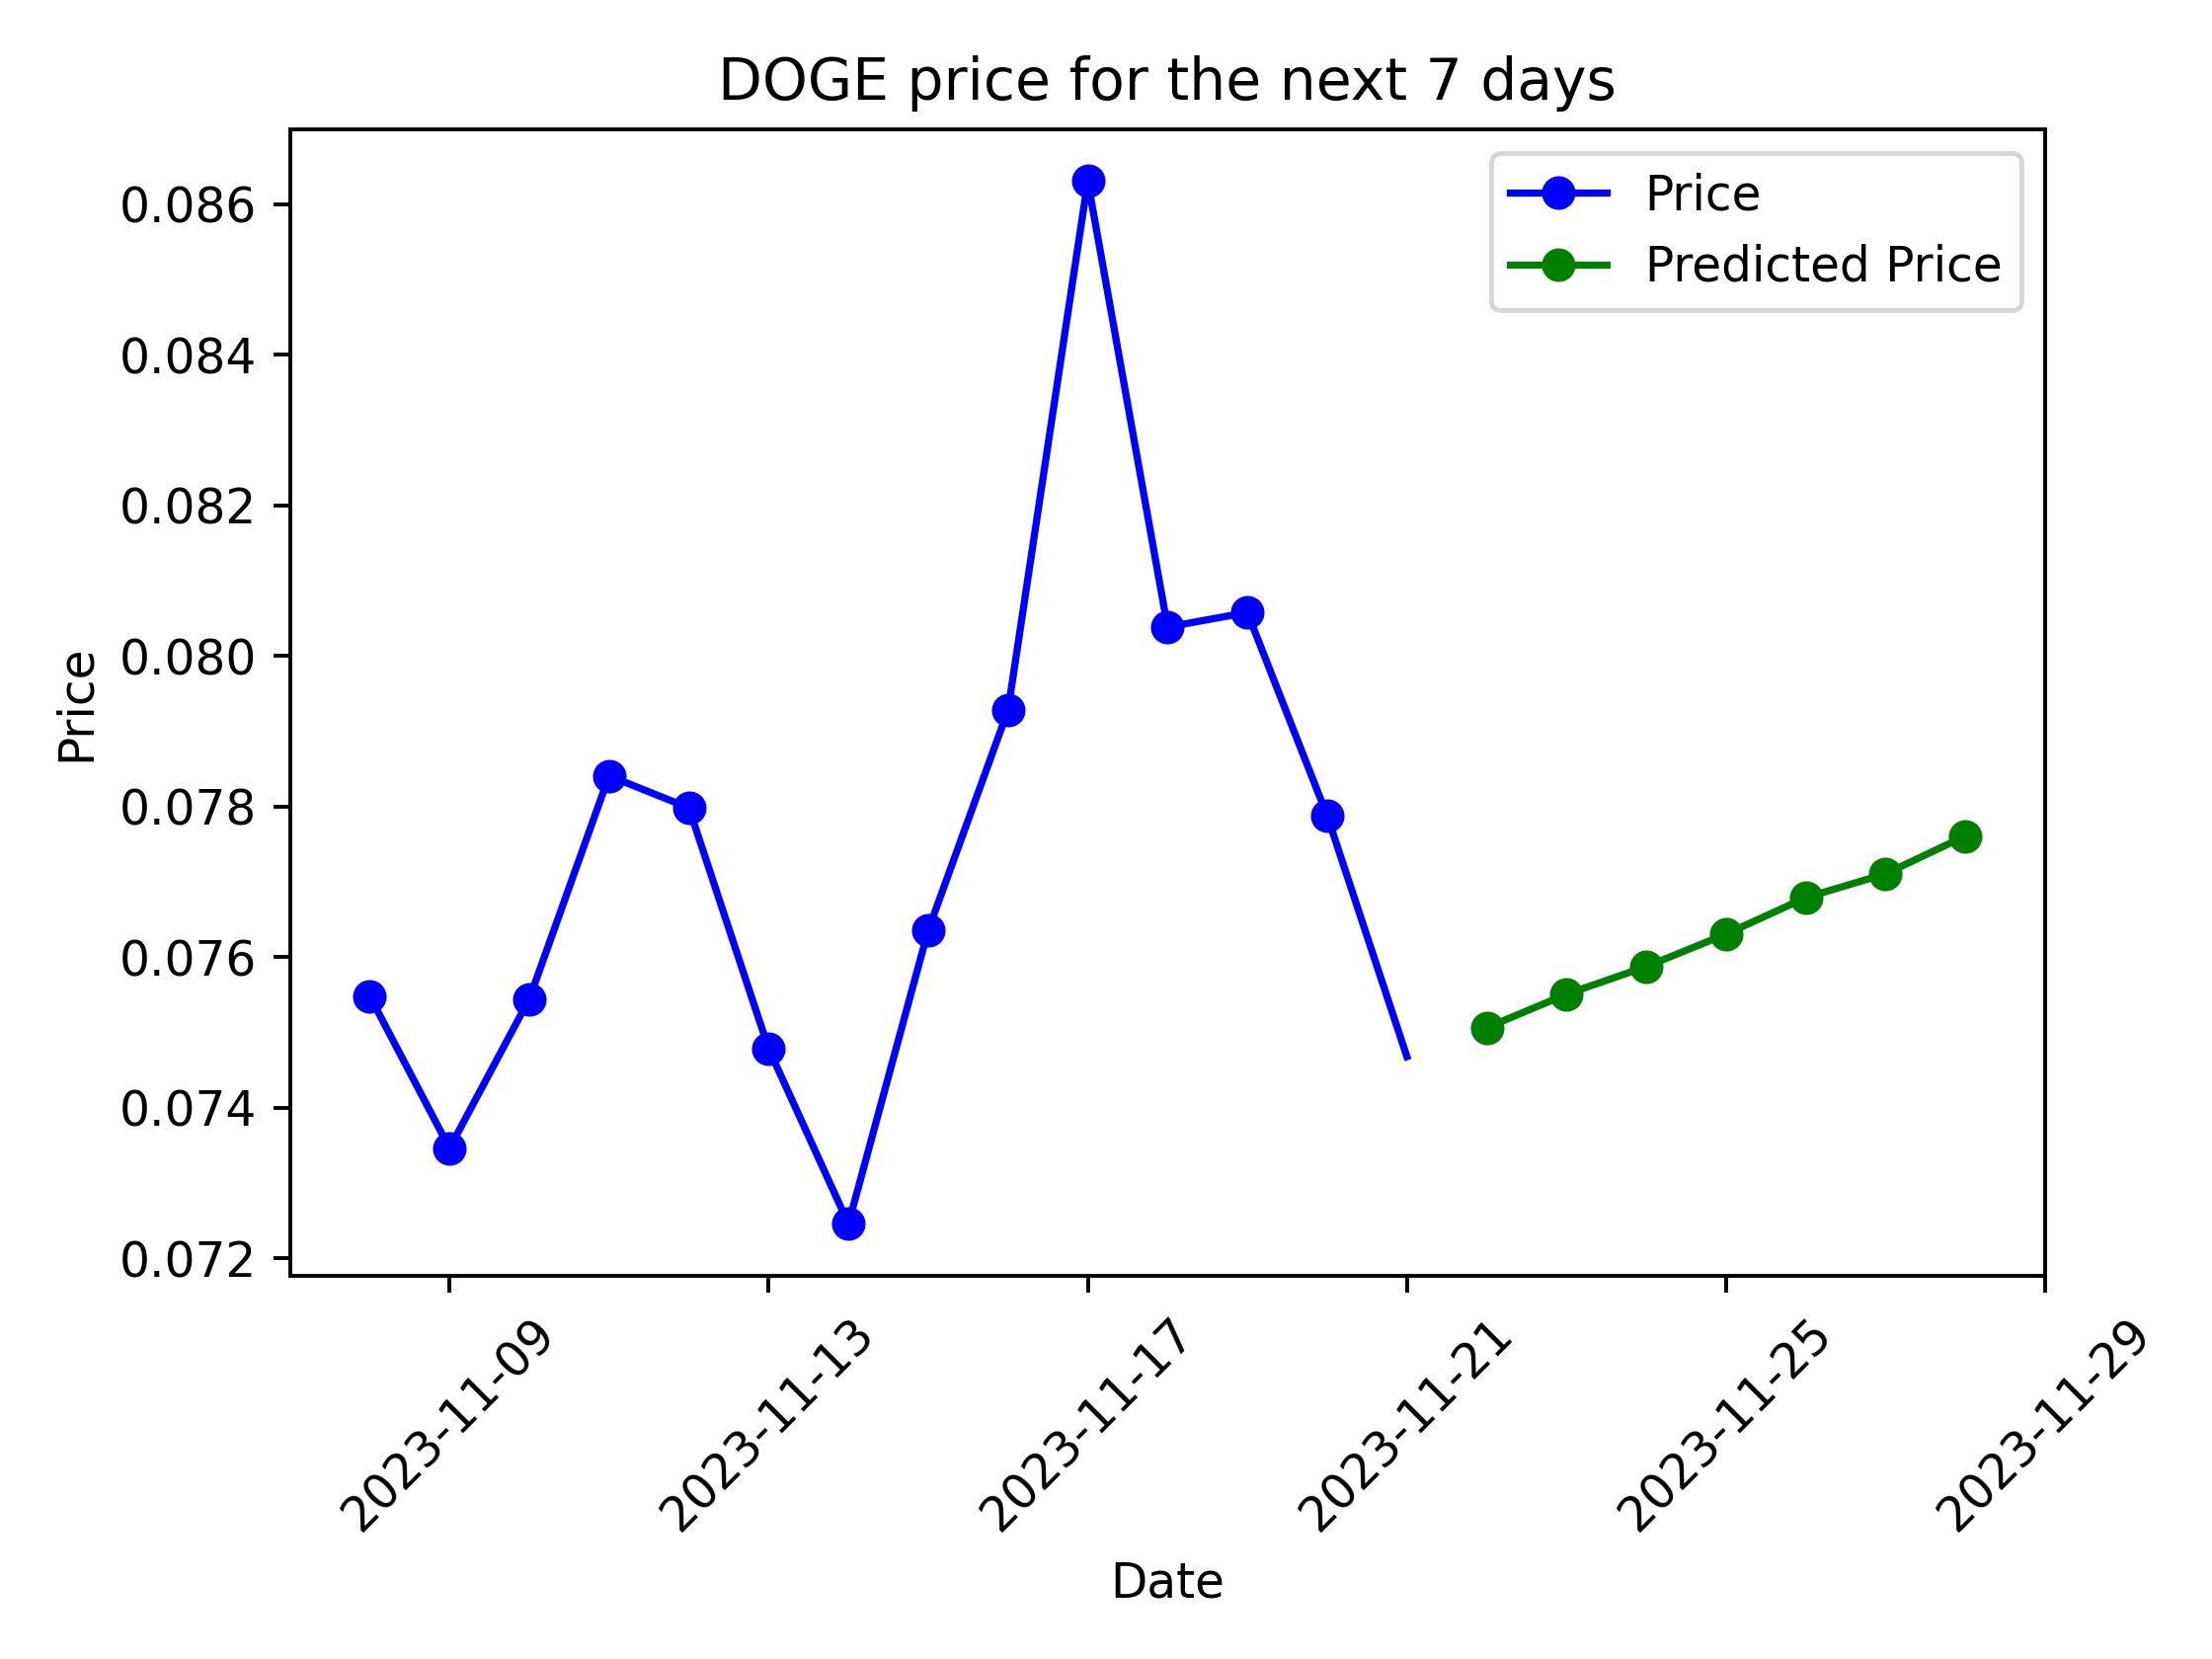 DOGE price for the next 7 days
Price
Predicted Price
0.086
0.084
0.082
0.080
0.078
0.076
0.074
0.072
Price
2023-11-09
2023-11-13
2023-11-17
2023-11-21
2023-11-25
2023-11-29
Date